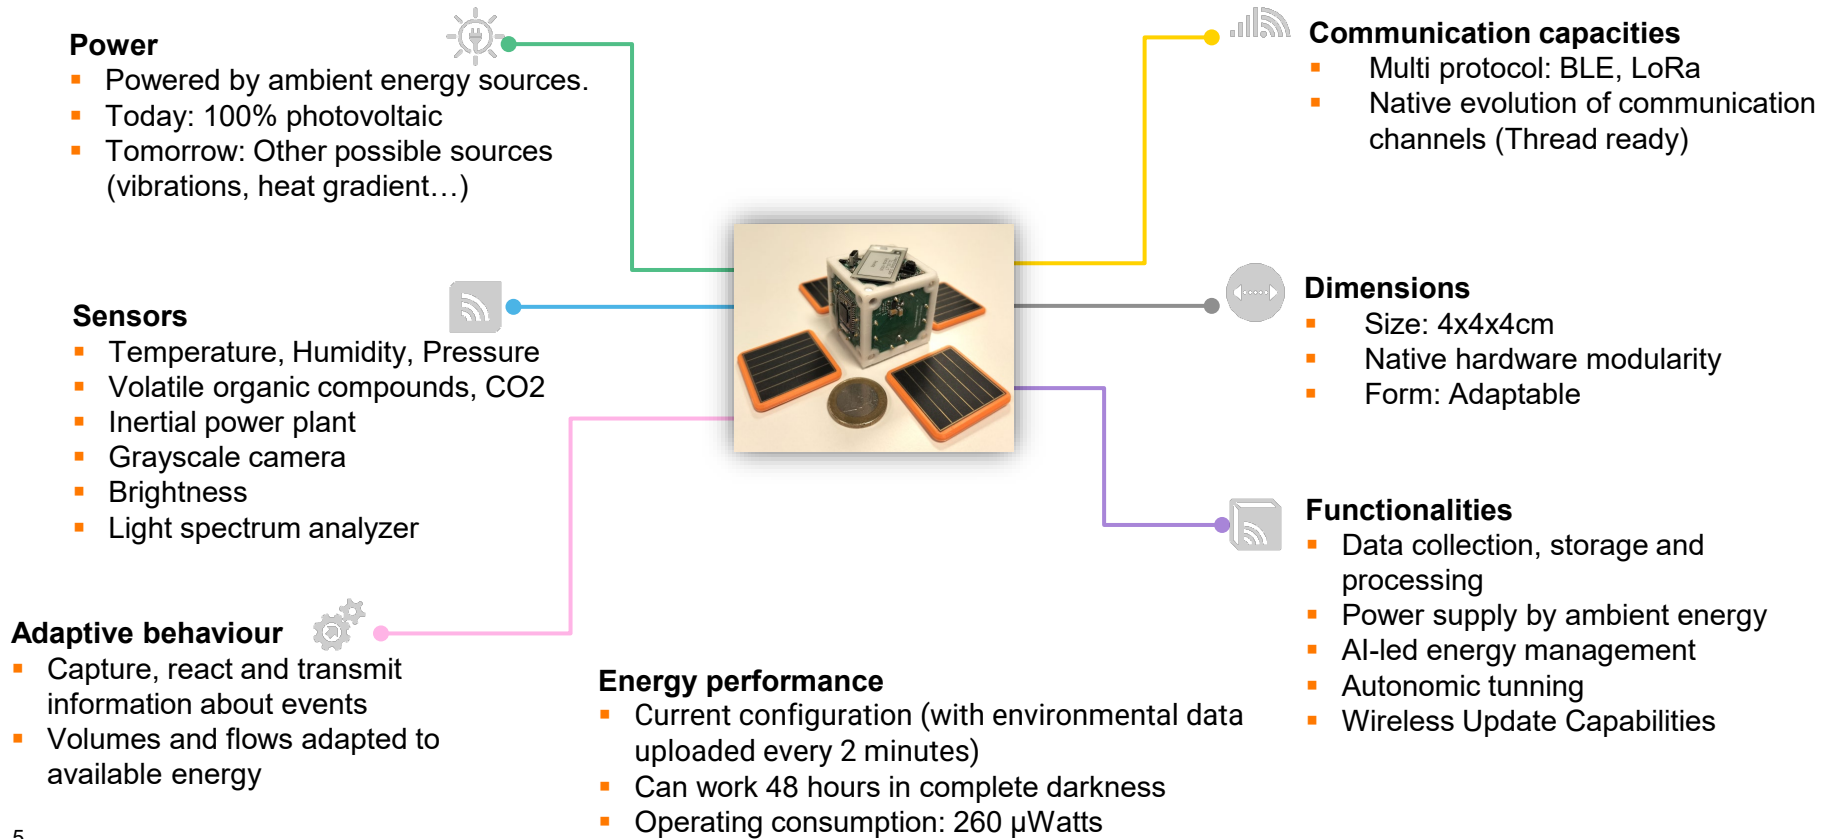 Power
Powered by ambient energy sources.
Today: 100% photovoltaic
Tomorrow: Other possible sources
(vibrations, heat gradient…)
Sensors
Temperature, Humidity, Pressure
Volatile organic compounds, CO2
Inertial power plant
Grayscale camera
Brightness
Light spectrum analyzer
Adaptive behaviour
Capture, react and transmit
information about events
Volumes and flows adapted to
available energy
Energy performance
Current configuration (with environmental data
uploaded every 2 minutes)
Can work 48 hours in complete darkness
Operating consumption: 260 µWatts
Communication capacities
Multi protocol: BLE, LoRa
Native evolution of communication
channels (Thread ready)
Dimensions
Size: 4x4x4cm
Native hardware modularity
Form: Adaptable
Functionalities
Data collection, storage and
processing
Power supply by ambient energy
AI-led energy management
Autonomic tunning
Wireless Update Capabilities
5